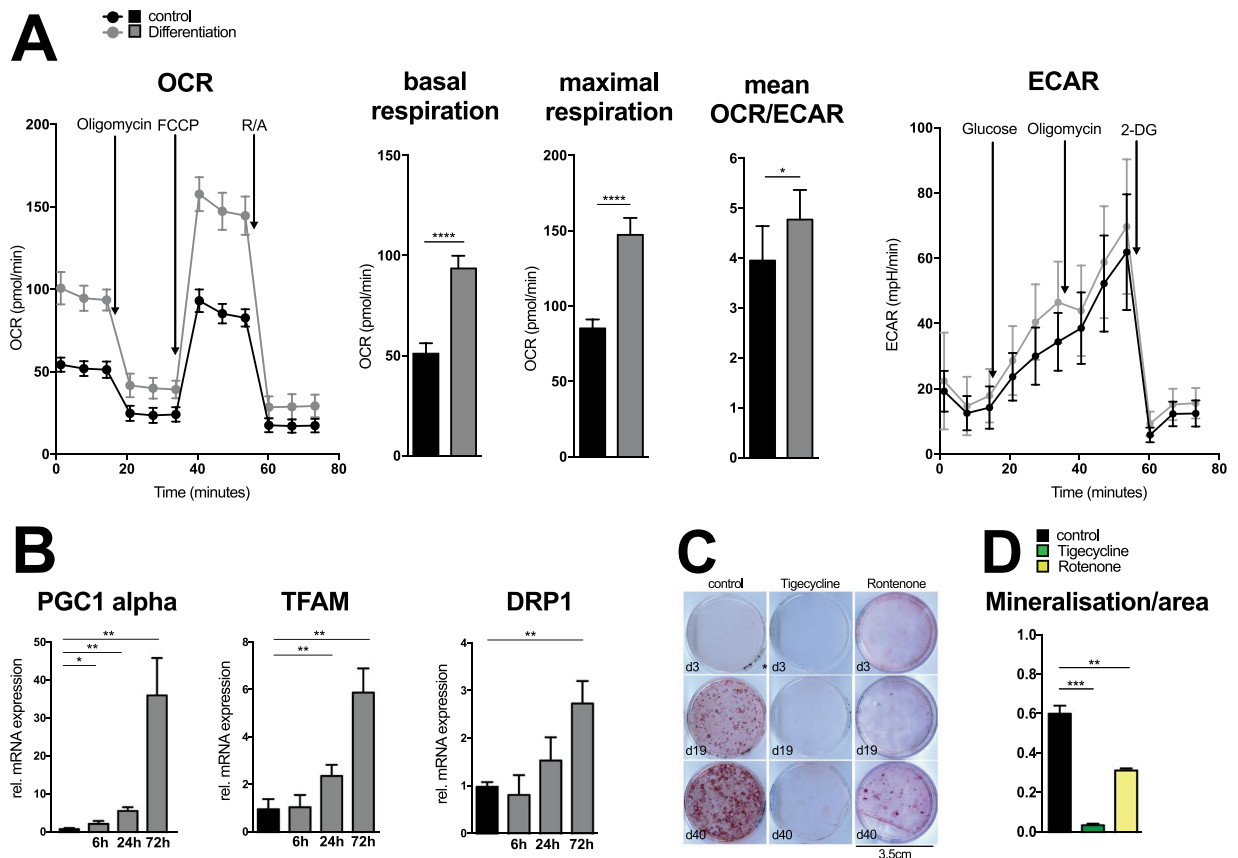 control
Differentiation
A
OCR
basal
respiration
maximal
respiration
mean
OCR/ECAR
ECAR
OCR (pmol/min)
200
150
100
50
0
Oligomycin
FCCP
R/A
0
20
40
60
80
Time (minutes)
OCR (pmol/min)
150
100
50
0
****
OCR (pmol/min)
200
150
100
50
0
****
6
5
4
3
2
1
0
*
ECAR (mpH/min)
100
80
60
40
20
0
Glucose
Oligomycin
2-DG
0
20
40
60
80
Time (minutes)
B
PGC1 alpha
rel. mRNA expression
50
40
30
20
10
0
**
**
*
6h
24h
72h
TFAM
rel. mRNA expression
6
4
2
0
8
**
**
6h
24h
72h
DRP1
rel. mRNA expression
4
3
2
1
0
**
6h
24h
72h
C
control
Tigecycline
Rontenone
d3
*
d3
d3
d19
d19
d19
d40
d40
d40
3.5cm
D
control
Tigecycline
Rotenone
Mineralisation/area
1.0
0.8
0.6
0.4
0.2
0.0
**
***